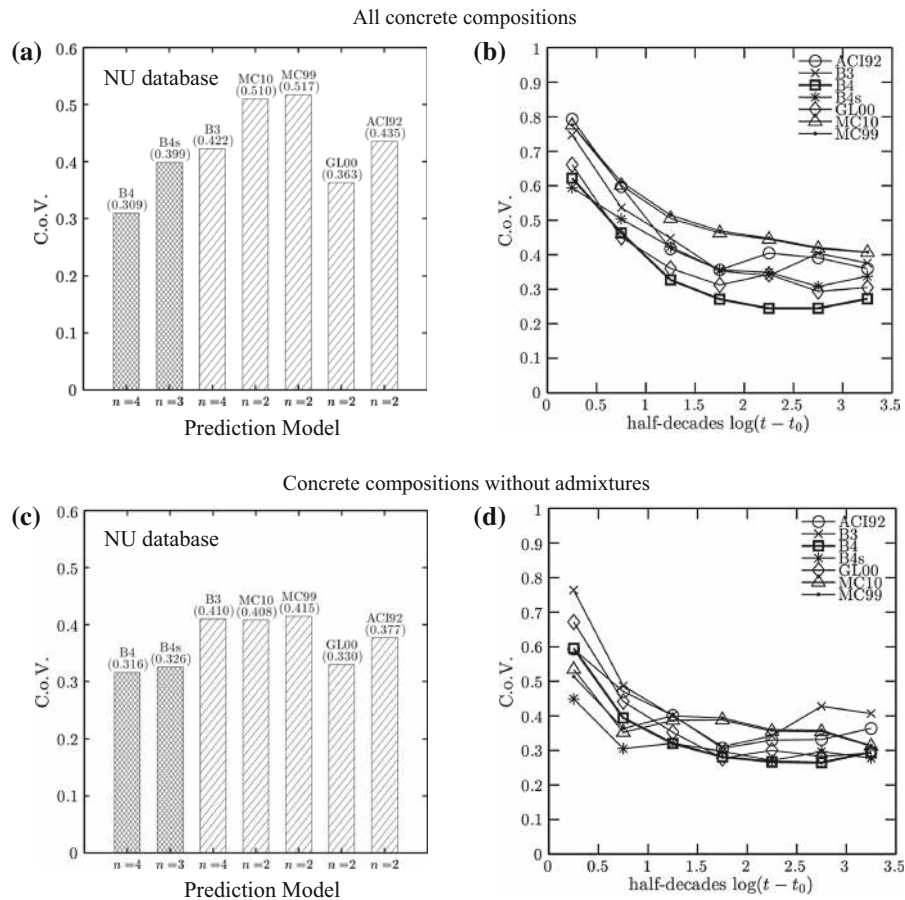 All concrete compositions
(a)
NU database
0.6
0.5
0.4
0.3
0.2
0.1
0
C.o.V.
B4
(0.309)
B4s
(0.399)
B3
(0.422)
MC10
(0.510)
MC99
(0.517)
GL00
(0.363)
ACI92
(0.435)
n=4 n=3 n=4 n=2 n=2 n=2 n=2
Prediction Model
(b)
1
0.9
0.8
0.7
0.6
0.5
0.4
0.3
0.2
0.1
0
C.o.V.
ACI92
B3
B4
B4s
GL00
MC10
MC99
0 0.5 1 1.5 2 2.5 3 3.5
half-decades log(t − t₀)
Concrete compositions without admixtures
(c)
NU database
0.6
0.5
0.4
0.3
0.2
0.1
0
C.o.V.
B4
(0.316)
B4s
(0.326)
B3
(0.410)
MC10
(0.408)
MC99
(0.415)
GL00
(0.330)
ACI92
(0.377)
n=4 n=3 n=4 n=2 n=2 n=2 n=2
Prediction Model
(d)
1
0.9
0.8
0.7
0.6
0.5
0.4
0.3
0.2
0.1
0
C.o.V.
ACI92
B3
B4
B4s
GL00
MC10
MC99
0 0.5 1 1.5 2 2.5 3 3.5
half-decades log(t − t₀)